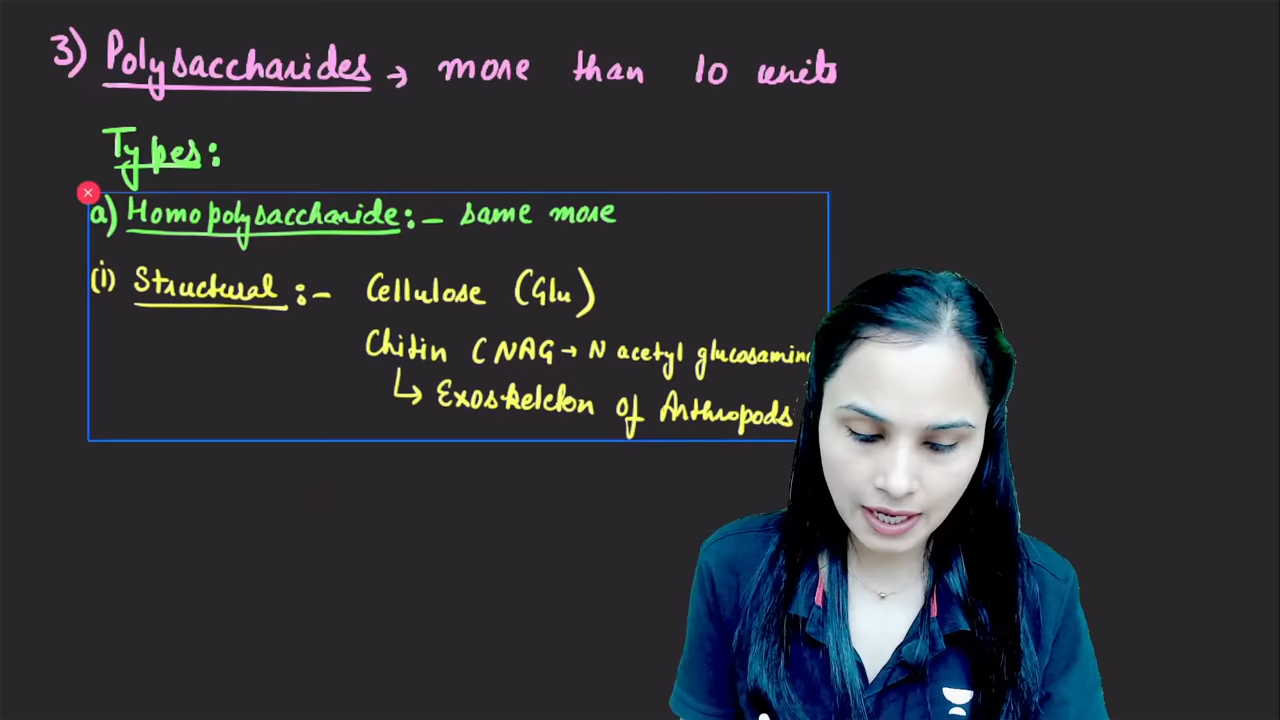 3) Polysaccharides → more than 10 units
Types:
a) Homopolysaccharide:- same more
(i) Structural :- Cellulose (Glu)
Chitin (NAG → N acetyl glucosamine
↳ Exoskeleton of Arthropods